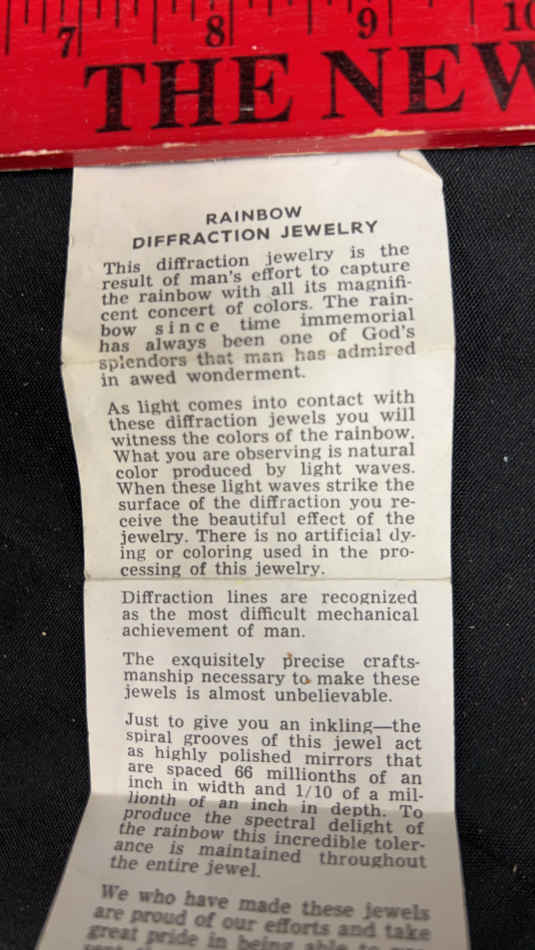 7 8 9 10
THE NEW
RAINBOW
DIFFRACTION JEWELRY
This diffraction jewelry is the
result of man's effort to capture
the rainbow with all its magnifi-
cent concert of colors. The rain-
bow since time immemorial
has always been one of God's
splendors that man has admired
in awed wonderment.
As light comes into contact with
these diffraction jewels you will
witness the colors of the rainbow.
What you are observing is natural
color produced by light waves.
When these light waves strike the
surface of the diffraction you re-
ceive the beautiful effect of the
jewelry. There is no artificial dy-
ing or coloring used in the pro-
cessing of this jewelry.
Diffraction lines are recognized
as the most difficult mechanical
achievement of man.
The exquisitely precise crafts-
manship necessary to make these
jewels is almost unbelievable.
Just to give you an inkling—the
spiral grooves of this jewel act
as highly polished mirrors that
are spaced 66 millionths of an
inch in width and 1/10 of a mil-
lionth of an inch in depth. To
produce the spectral delight of
the rainbow this incredible toler-
ance is maintained throughout
the entire jewel.
We who have made these jewels
are proud of our efforts and take
great pride in being able to